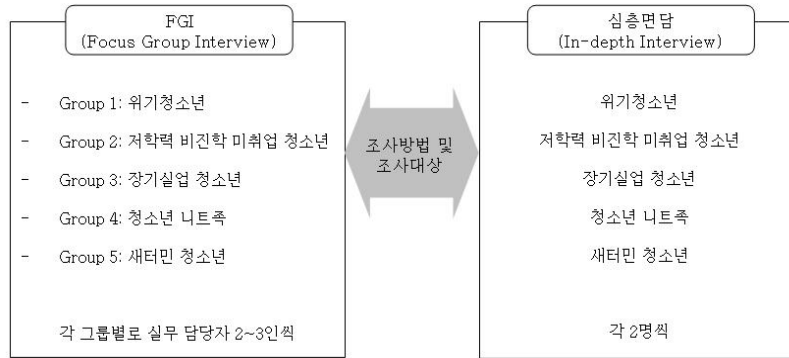 FGI
(Focus Group Interview)
- Group 1: 위기청소년
- Group 2: 저학력 비진학 미취업 청소년
- Group 3: 장기실업 청소년
- Group 4: 청소년 니트족
- Group 5: 새터민 청소년
각 그룹별로 실무 담당자 2~3인씩
조사방법 및
조사대상
심층면담
(In-depth Interview)
위기청소년
저학력 비진학 미취업 청소년
장기실업 청소년
청소년 니트족
새터민 청소년
각 2명씩